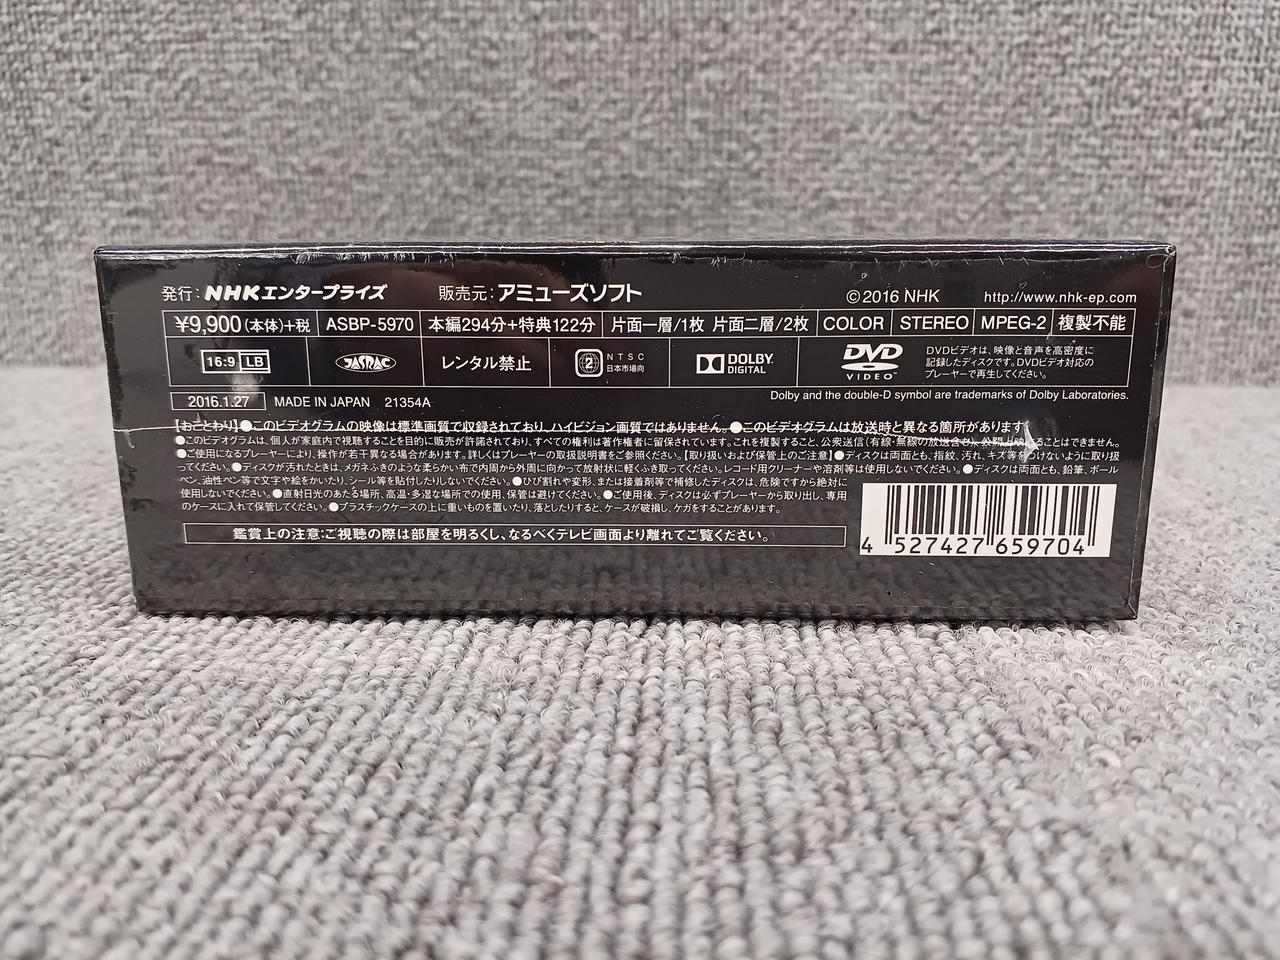 発行:NHKエンタープライズ 販売元:アミューズソフト ©2016 NHK http://www.nhk-ep.com
¥9,900(本体)+税 ASBP-5970 本編294分+特典122分 片面一層/1枚 片面二層/2枚 COLOR STEREO MPEG-2 複製不能
16:9 LB JASRAC レンタル禁止 2 NTSC 日本市場向 DOLBY DIGITAL DVD VIDEO DVDビデオは、映像と音声を高密度に
記録したディスクです。DVDビデオ対応の
プレーヤーで再生してください。
2016.1.27 MADE IN JAPAN 21354A Dolby and the double-D symbol are trademarks of Dolby Laboratories.
【おことわり】●このビデオグラムの映像は標準画質で収録されており、ハイビジョン画質ではありません。●このビデオグラムは放送時と異なる箇所があります。
●このビデオグラムは、個人が家庭内で視聴することを目的に販売が許諾されており、すべての権利は著作権者に留保されています。これを複製すること、公衆送信(有線・無線の放送含む)、公開上映することはできません。
●ご使用になるプレーヤーにより、操作が若干異なる場合があります。詳しくはプレーヤーの取扱説明書をご参照ください。【取り扱いおよび保管上のご注意】●ディスクは両面とも、指紋、汚れ、キズ等をつけないように取り扱
ってください。●ディスクが汚れたときは、メガネふきのような柔らかい布で内周から外周に向かって放射状に軽くふき取ってください。レコード用クリーナーや溶剤等は使用しないでください。●ディスクは両面とも、鉛筆、ボール
ペン、油性ペン等で文字や絵をかいたり、シール等を貼付したりしないでください。●ひび割れや変形、または接着剤等で補修したディスクは、危険ですから絶対に
使用しないでください。●直射日光のあたる場所、高温・多湿な場所での使用、保管は避けてください。●ご使用後、ディスクは必ずプレーヤーから取り出し、専用
のケースに入れて保管してください。●プラスチックケースの上に重いものを置いたり、落としたりすると、ケースが破損し、ケガをすることがあります。
鑑賞上の注意:ご視聴の際は部屋を明るくし、なるべくテレビ画面より離れてご覧ください。
4 527427 659704